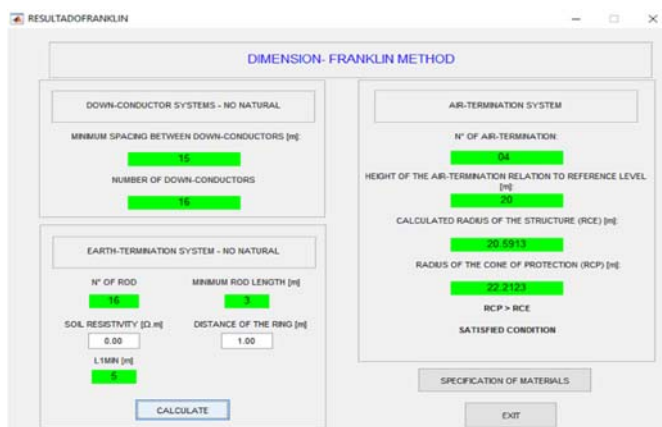 RESULTADOFRANKLIN
DIMENSION- FRANKLIN METHOD
DOWN-CONDUCTOR SYSTEMS - NO NATURAL
MINIMUM SPACING BETWEEN DOWN-CONDUCTORS [m]:
15
NUMBER OF DOWN-CONDUCTORS
16
EARTH-TERMINATION SYSTEM - NO NATURAL
N° OF ROD MINIMUM ROD LENGTH [m]
16 3
SOIL RESISTIVITY [Ω.m] DISTANCE OF THE RING [m]
0.00 1.00
L1MIN [m]
5
CALCULATE
AIR-TERMINATION SYSTEM
N° OF AIR-TERMINATION:
04
HEIGHT OF THE AIR-TERMINATION RELATION TO REFERENCE LEVEL
[m]:
20
CALCULATED RADIUS OF THE STRUCTURE (RCE) [m]:
20.5913
RADIUS OF THE CONE OF PROTECTION (RCP) [m]:
22.2123
RCP > RCE
SATISFIED CONDITION
SPECIFICATION OF MATERIALS
EXIT